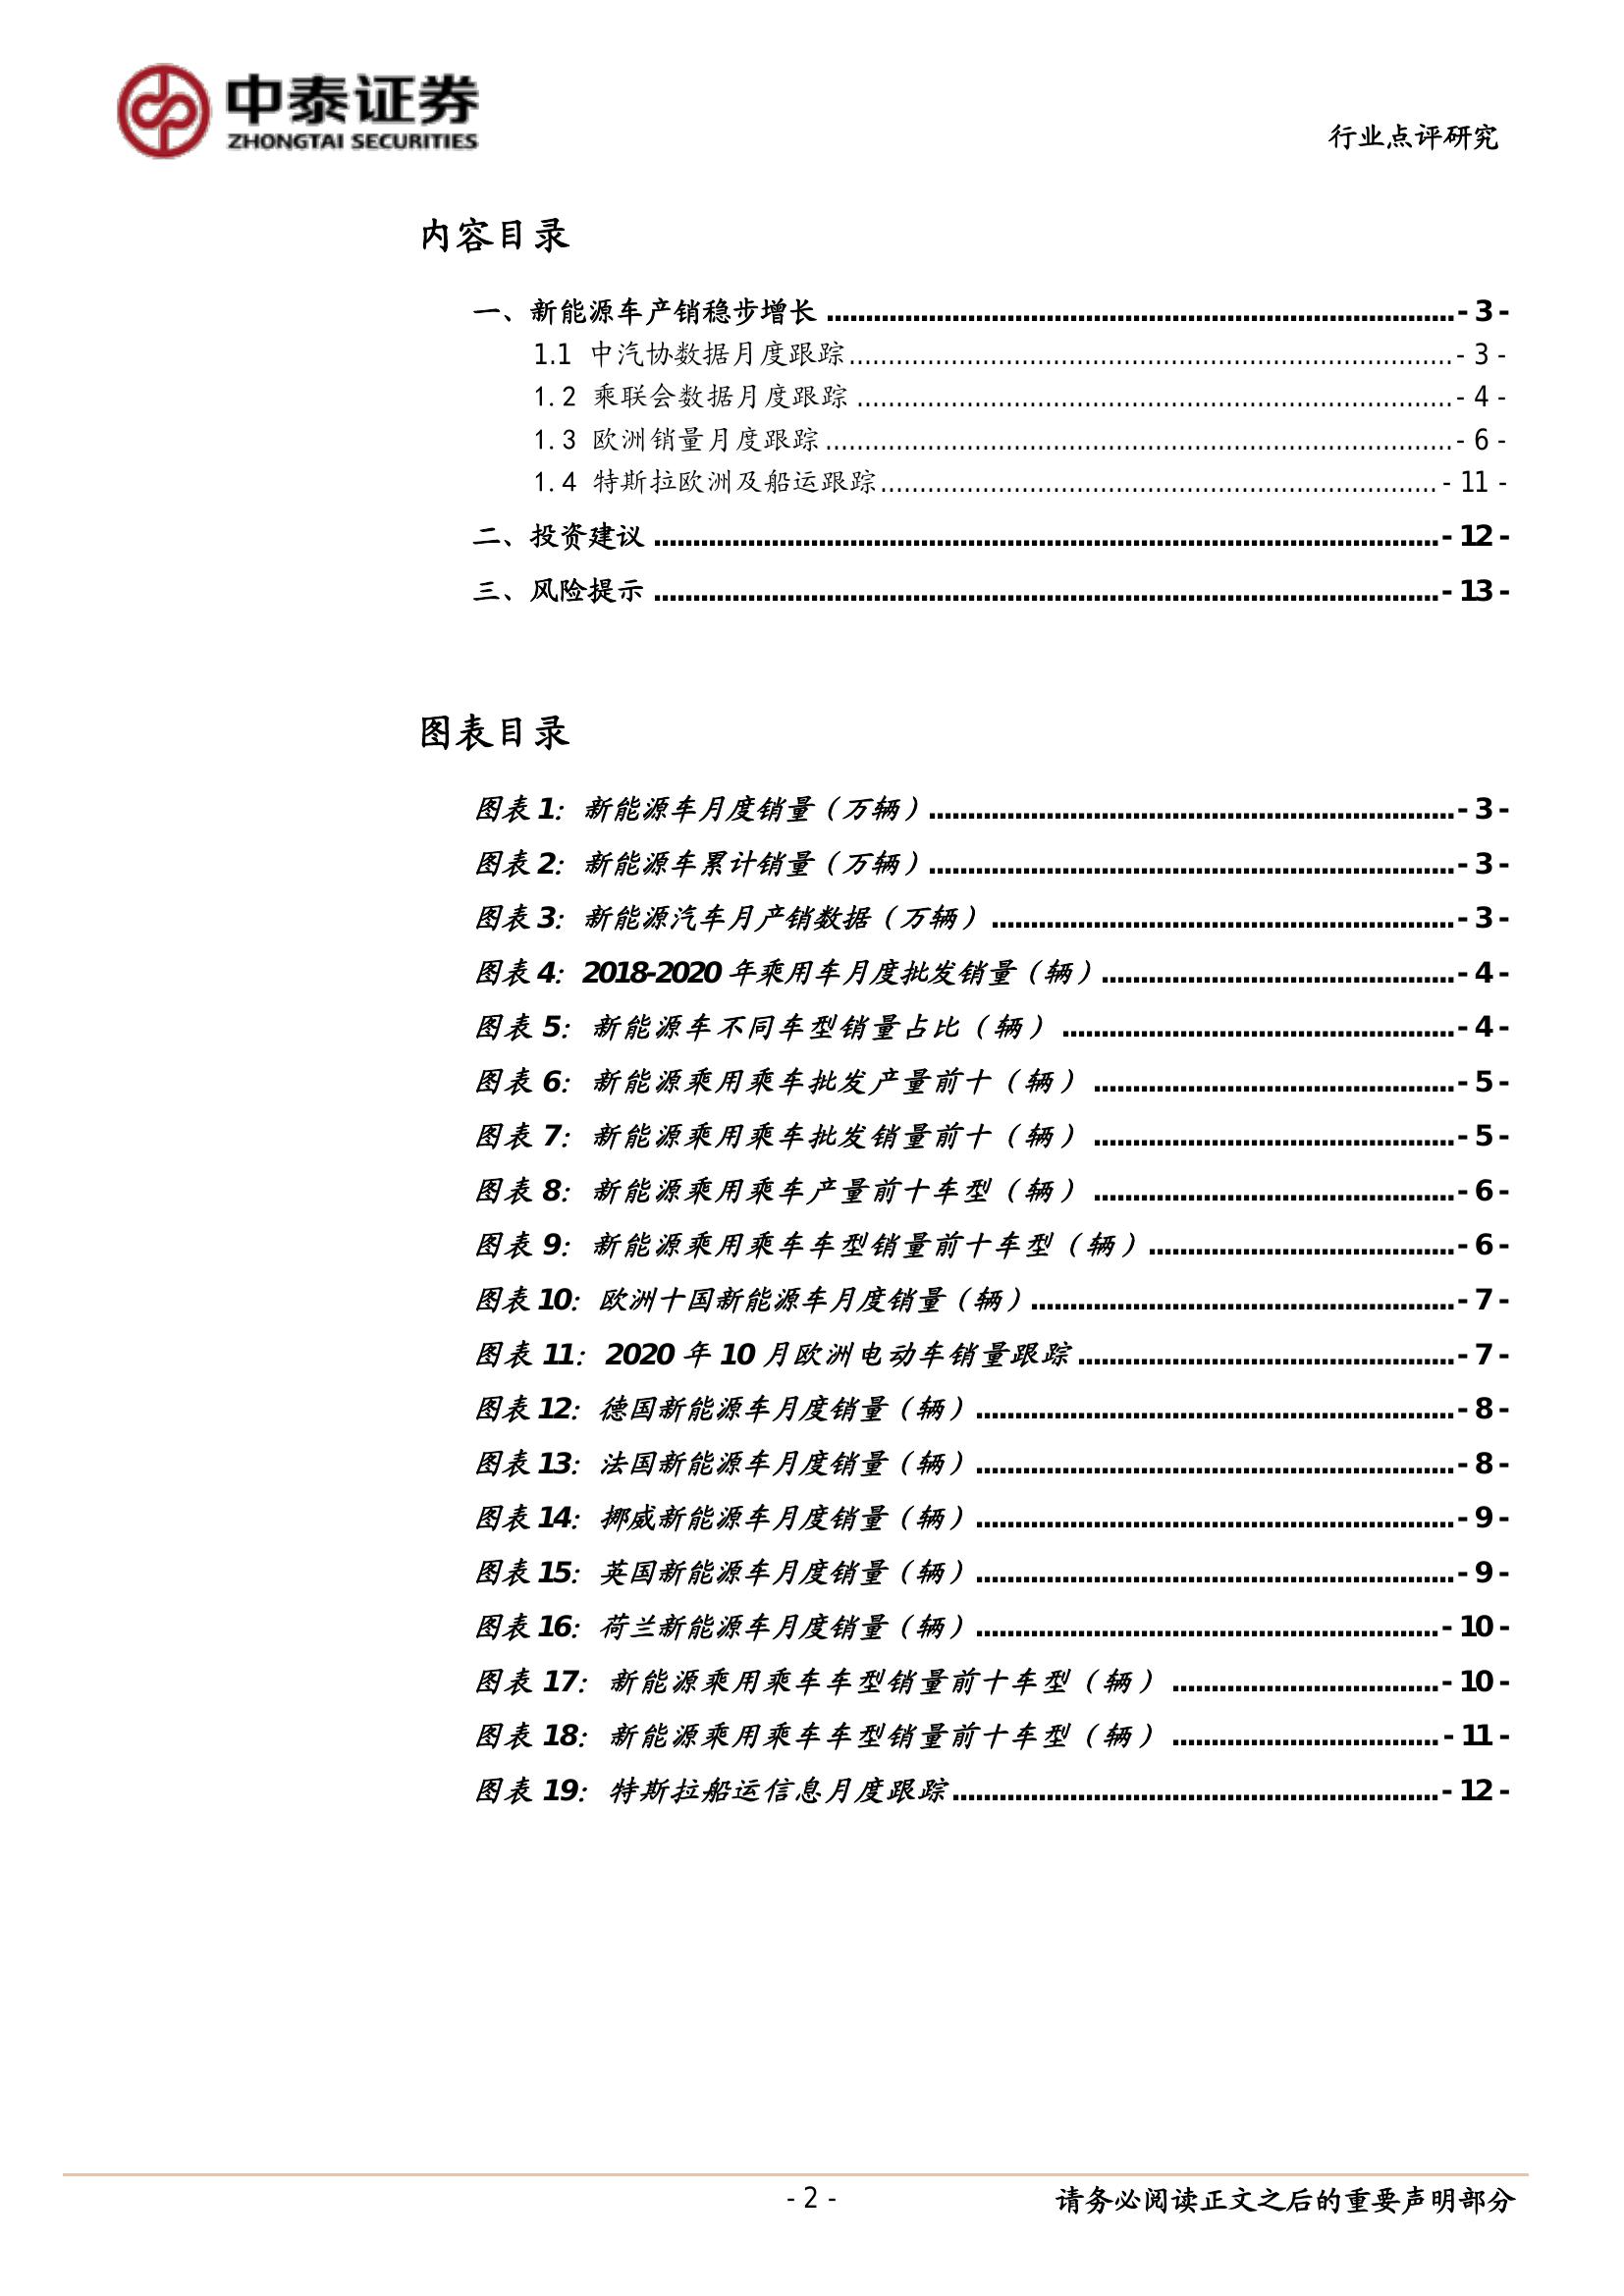 中泰证券
ZHONGTAI SECURITIES
行业点评研究
内容目录
一、新能源车产销稳步增长 ........................................ - 3 -
1.1 中汽协数据月度跟踪 ........................................ - 3 -
1.2 乘联会数据月度跟踪 ........................................ - 4 -
1.3 欧洲销量月度跟踪 ........................................ - 6 -
1.4 特斯拉欧洲及船运跟踪 ........................................ - 11 -
二、投资建议 ........................................ - 12 -
三、风险提示 ........................................ - 13 -
图表目录
图表 1：新能源车月度销量（万辆） ........................................ - 3 -
图表 2：新能源车累计销量（万辆） ........................................ - 3 -
图表 3：新能源汽车月产销数据（万辆） ........................................ - 3 -
图表 4：2018-2020 年乘用车月度批发销量（辆） ........................................ - 4 -
图表 5：新能源车不同车型销量占比（辆） ........................................ - 4 -
图表 6：新能源乘用乘车批发产量前十（辆） ........................................ - 5 -
图表 7：新能源乘用乘车批发销量前十（辆） ........................................ - 5 -
图表 8：新能源乘用乘车产量前十车型（辆） ........................................ - 6 -
图表 9：新能源乘用乘车车型销量前十车型（辆） ........................................ - 6 -
图表 10：欧洲十国新能源车月度销量（辆） ........................................ - 7 -
图表 11：2020 年 10 月欧洲电动车销量跟踪 ........................................ - 7 -
图表 12：德国新能源车月度销量（辆） ........................................ - 8 -
图表 13：法国新能源车月度销量（辆） ........................................ - 8 -
图表 14：挪威新能源车月度销量（辆） ........................................ - 9 -
图表 15：英国新能源车月度销量（辆） ........................................ - 9 -
图表 16：荷兰新能源车月度销量（辆） ........................................ - 10 -
图表 17：新能源乘用乘车车型销量前十车型（辆） ........................................ - 10 -
图表 18：新能源乘用乘车车型销量前十车型（辆） ........................................ - 11 -
图表 19：特斯拉船运信息月度跟踪 ........................................ - 12 -
- 2 -
请务必阅读正文之后的重要声明部分